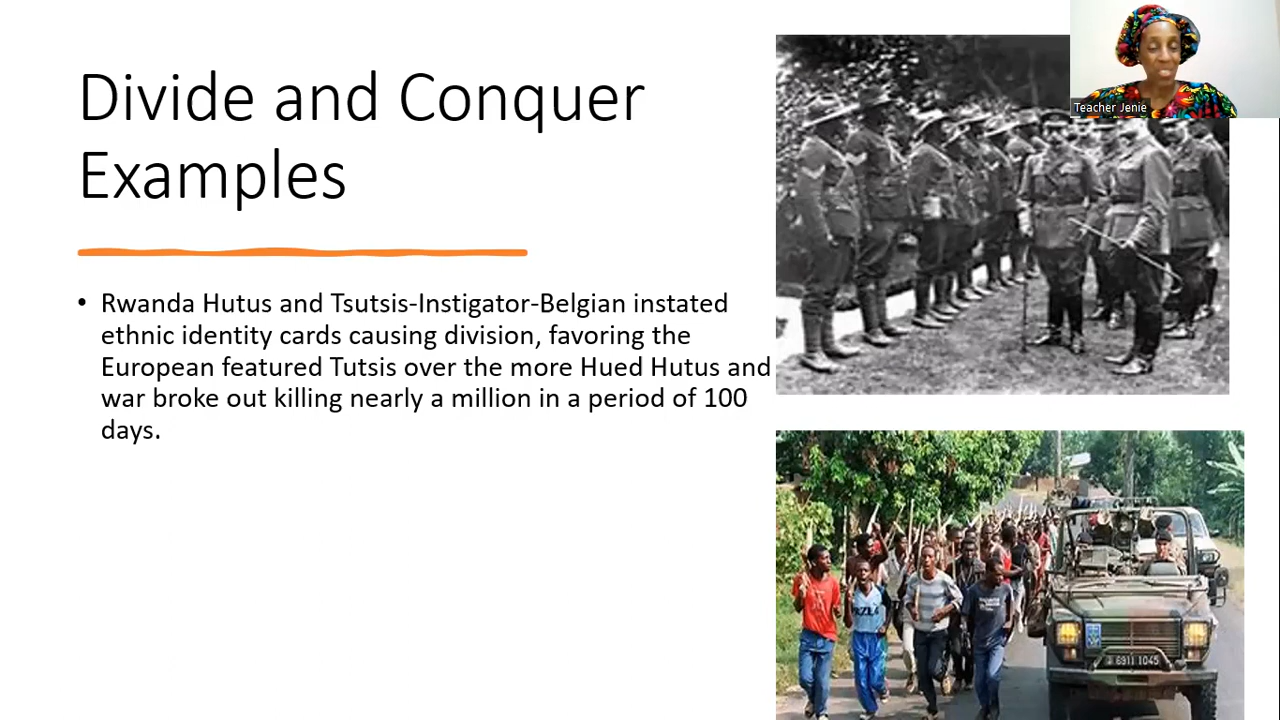 Divide and Conquer
Examples
• Rwanda Hutus and Tsutsis-Instigator-Belgian instated
ethnic identity cards causing division, favoring the
European featured Tutsis over the more Hued Hutus and
war broke out killing nearly a million in a period of 100
days.
Teacher Jenie
6911 1045